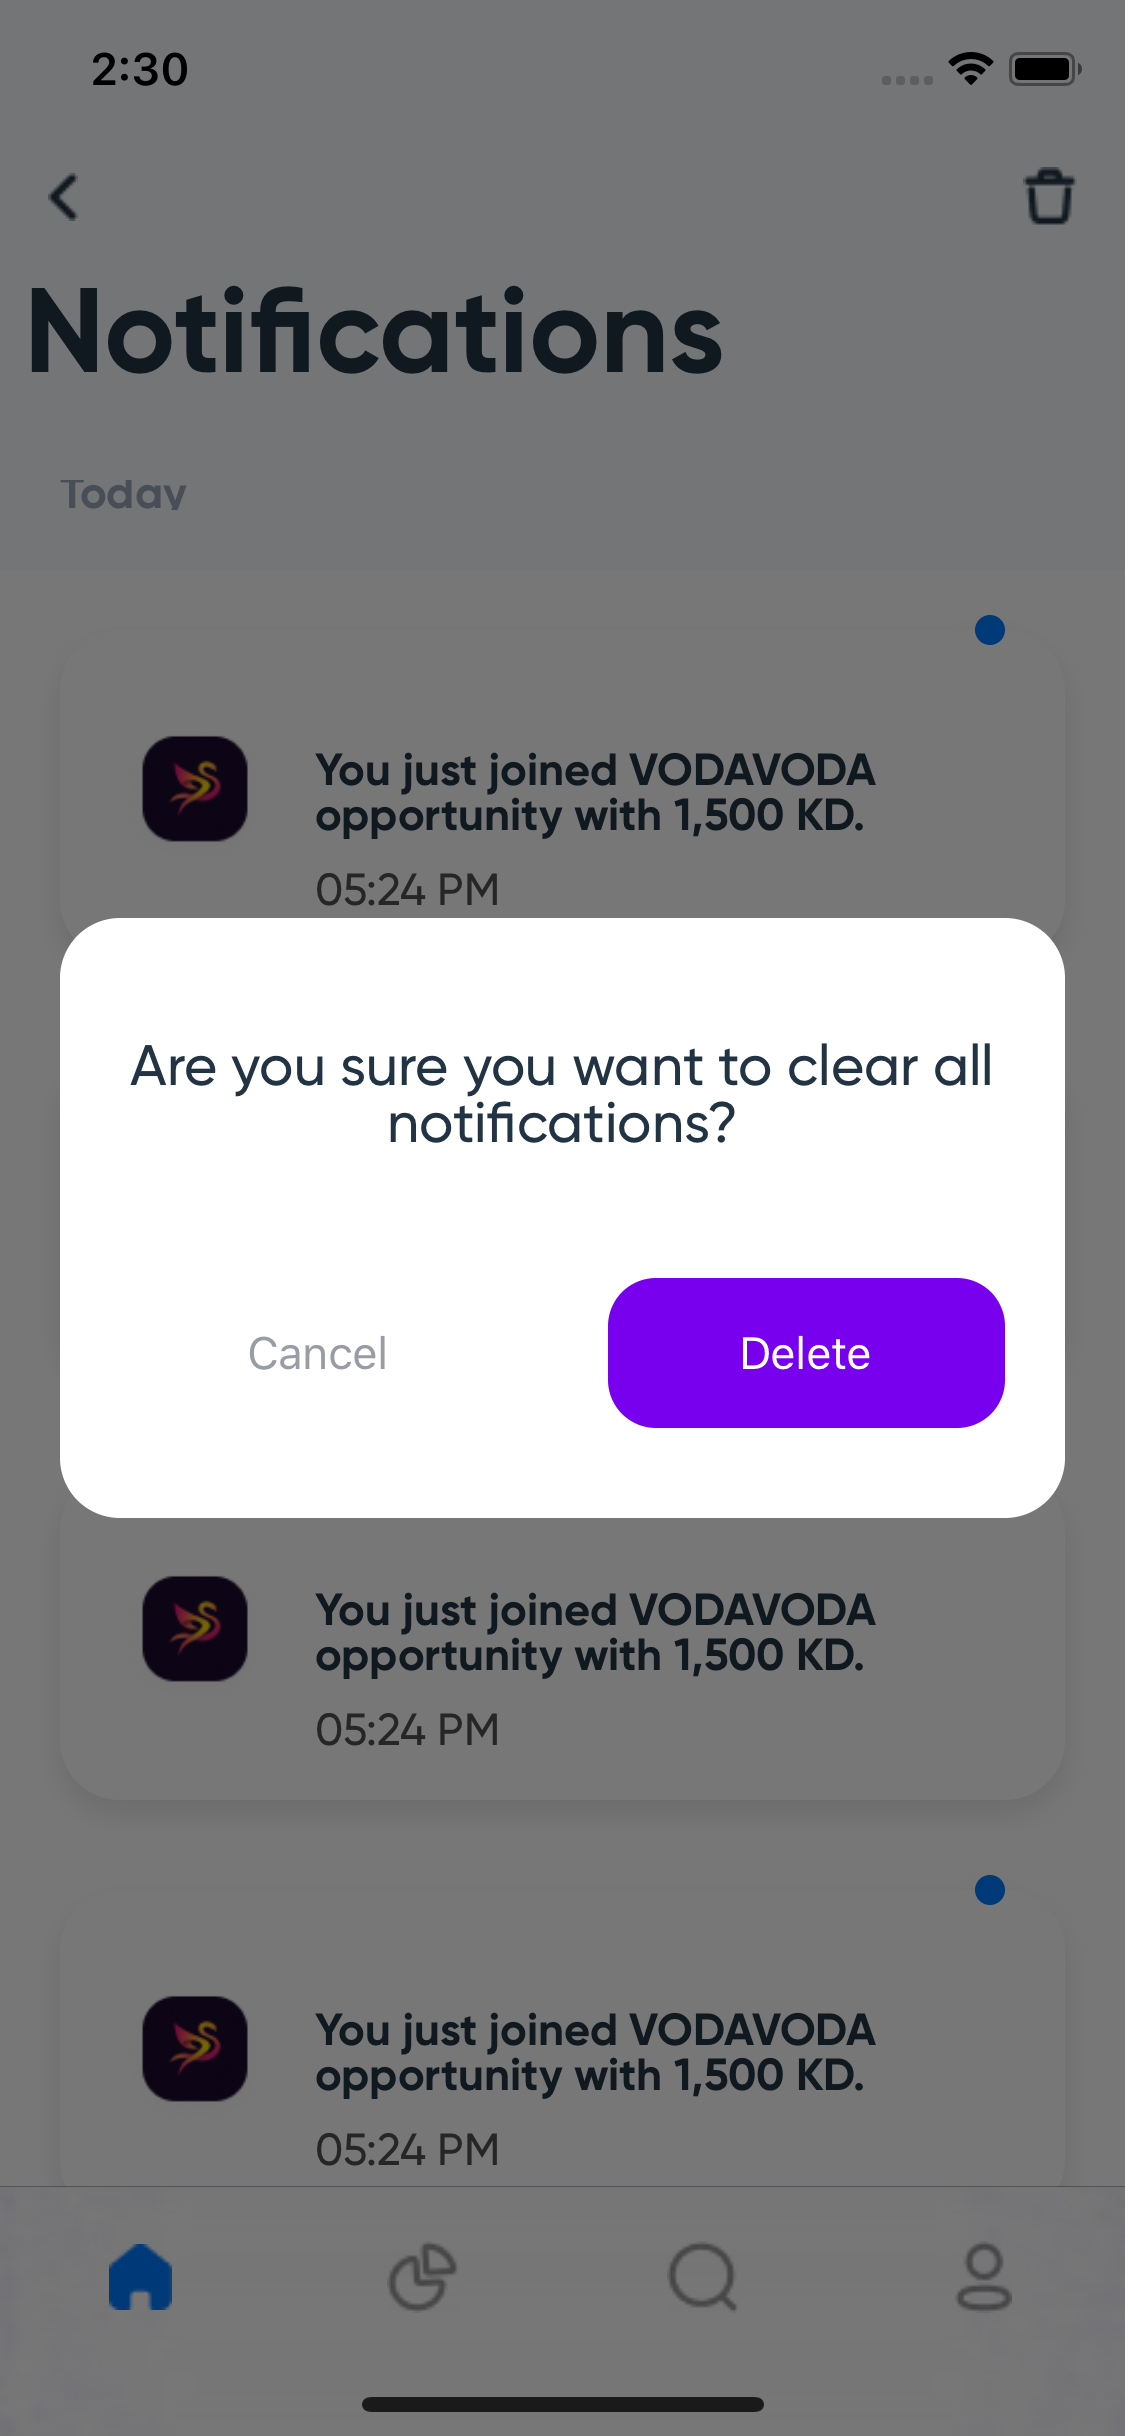 2:30
Notifications
Today
You just joined VODAVODA
opportunity with 1,500 KD.
05:24 PM
Are you sure you want to clear all
notifications?
Cancel
Delete
You just joined VODAVODA
opportunity with 1,500 KD.
05:24 PM
You just joined VODAVODA
opportunity with 1,500 KD.
05:24 PM